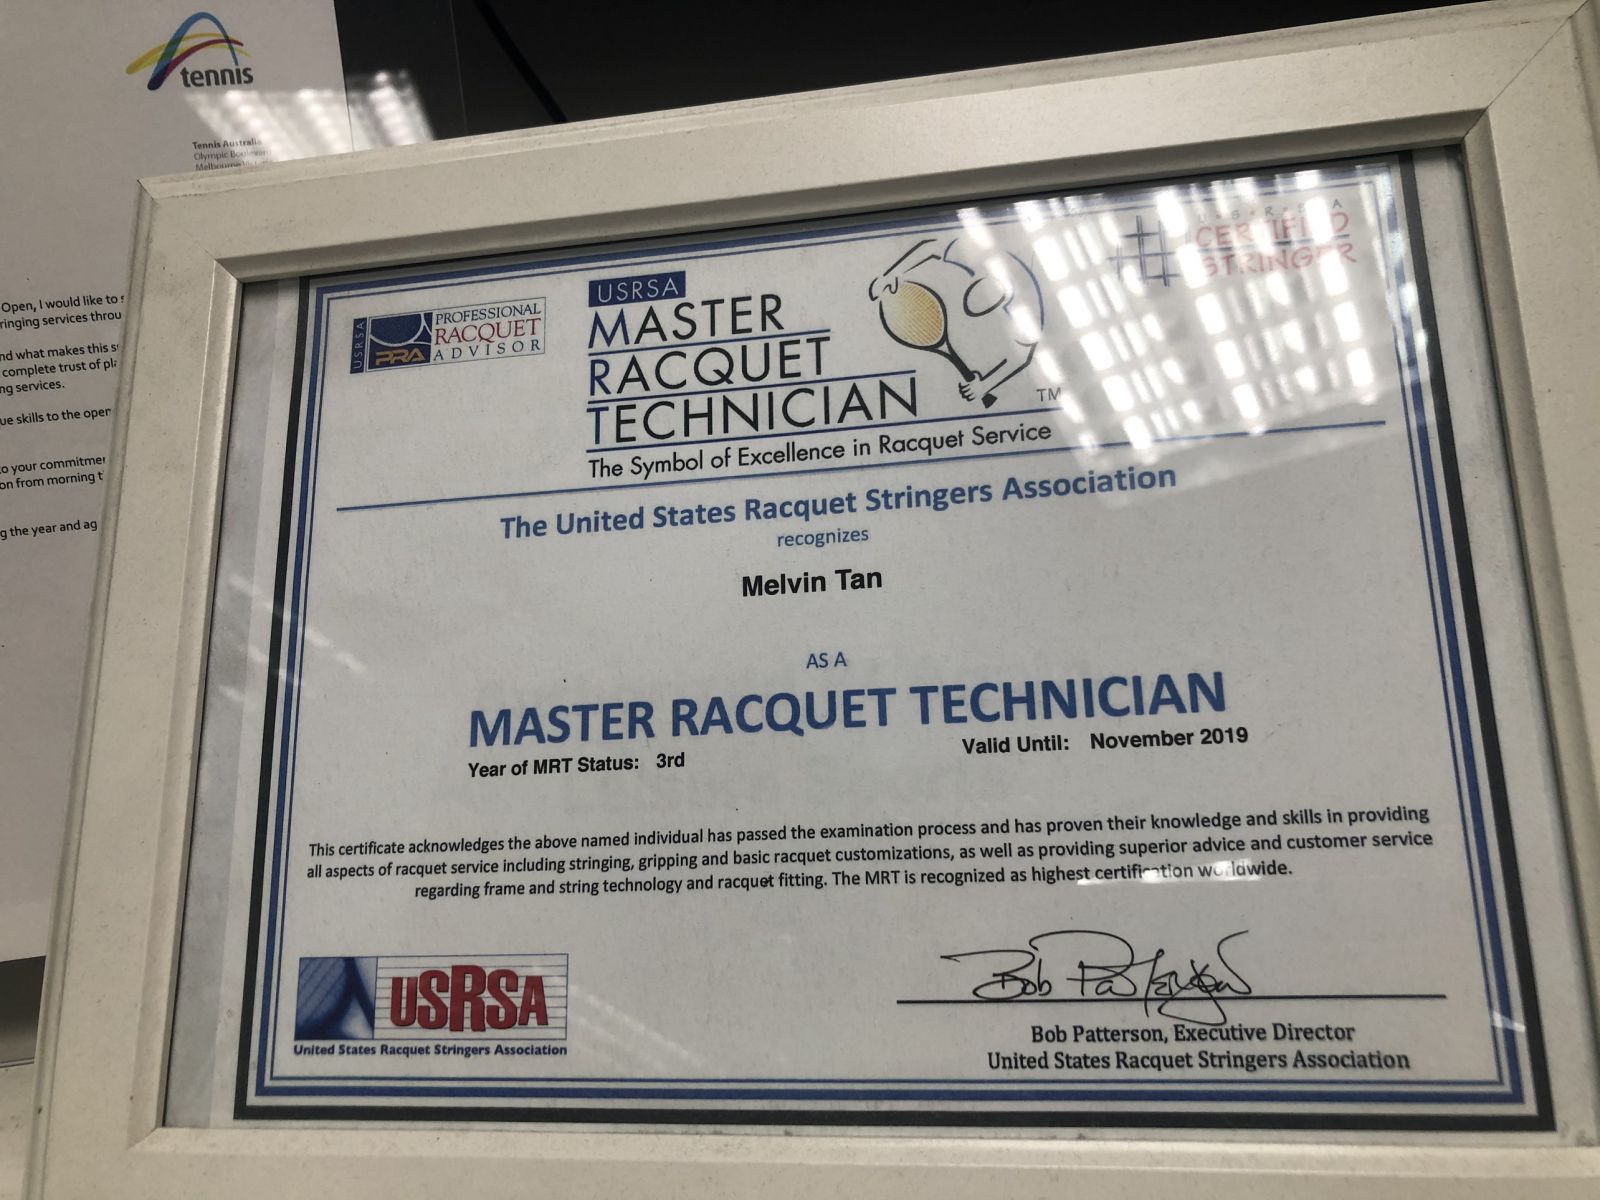 tennis
Tennis Australia
Olympic Boulevard
Melbourne
Open, I would like to
ringing services throu
nd what makes this
complete trust of
ng services.
ue skills to the open
to your commitmen
on from morning
g the year and ag
USRSA
PRA
PROFESSIONAL
RACQUET
ADVISOR
USRSA
MASTER
RACQUET
TECHNICIAN
TM
The Symbol of Excellence in Racquet Service
USRSA
CERTIFIED
STRINGER
The United States Racquet Stringers Association
recognizes
Melvin Tan
AS A
MASTER RACQUET TECHNICIAN
Year of MRT Status: 3rd
Valid Until: November 2019
This certificate acknowledges the above named individual has passed the examination process and has proven their knowledge and skills in providing
all aspects of racquet service including stringing, gripping and basic racquet customizations, as well as providing superior advice and customer service
regarding frame and string technology and racquet fitting. The MRT is recognized as highest certification worldwide.
USRSA
United States Racquet Stringers Association
Bob Patterson
Bob Patterson, Executive Director
United States Racquet Stringers Association